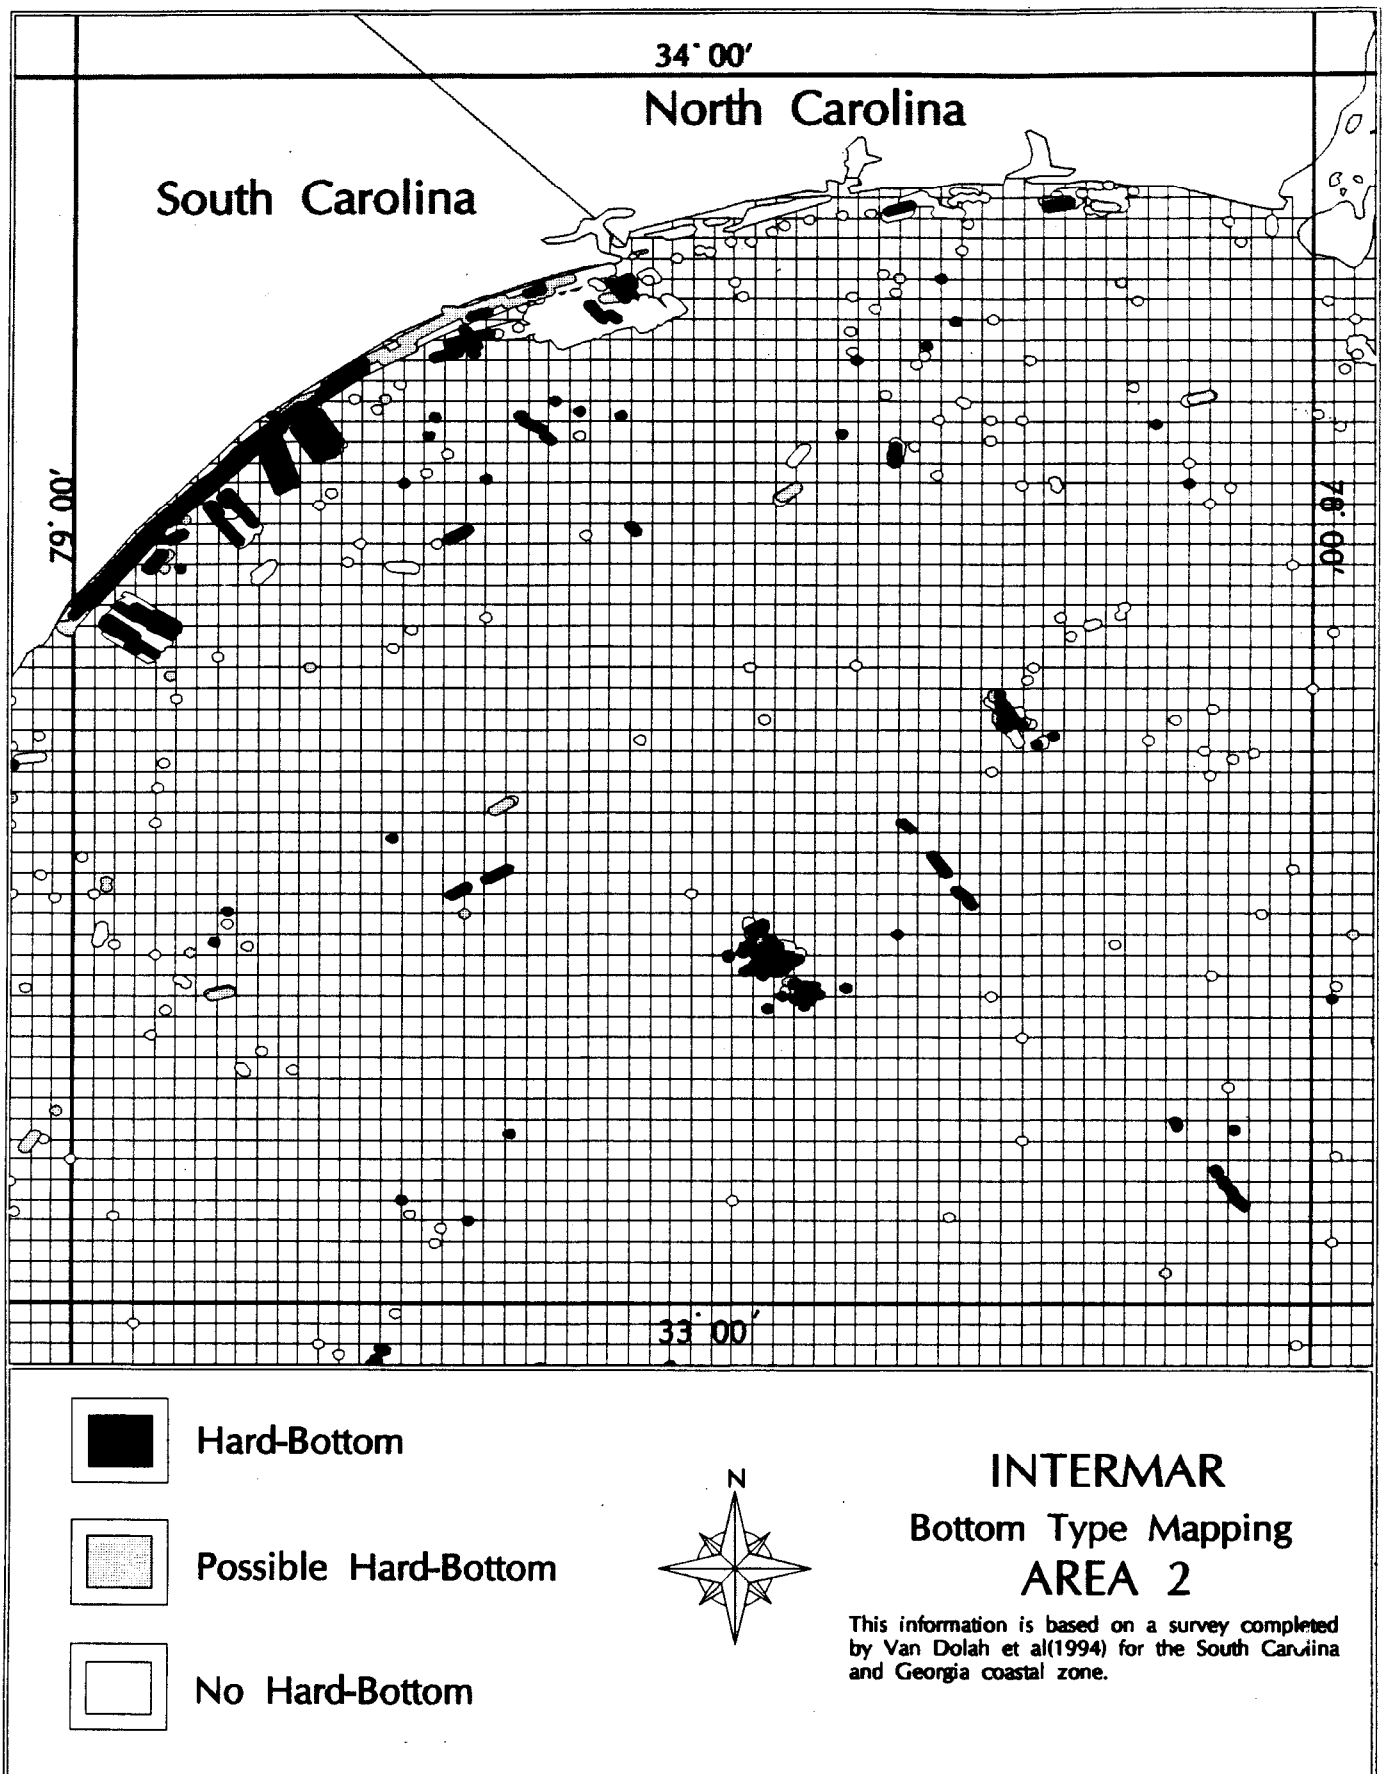 34° 00′
North Carolina
South Carolina
79° 00′
78° 00′
33° 00′
Hard-Bottom
Possible Hard-Bottom
No Hard-Bottom
N
INTERMAR
Bottom Type Mapping
AREA 2
This information is based on a survey completed
by Van Dolah et al(1994) for the South Carolina
and Georgia coastal zone.